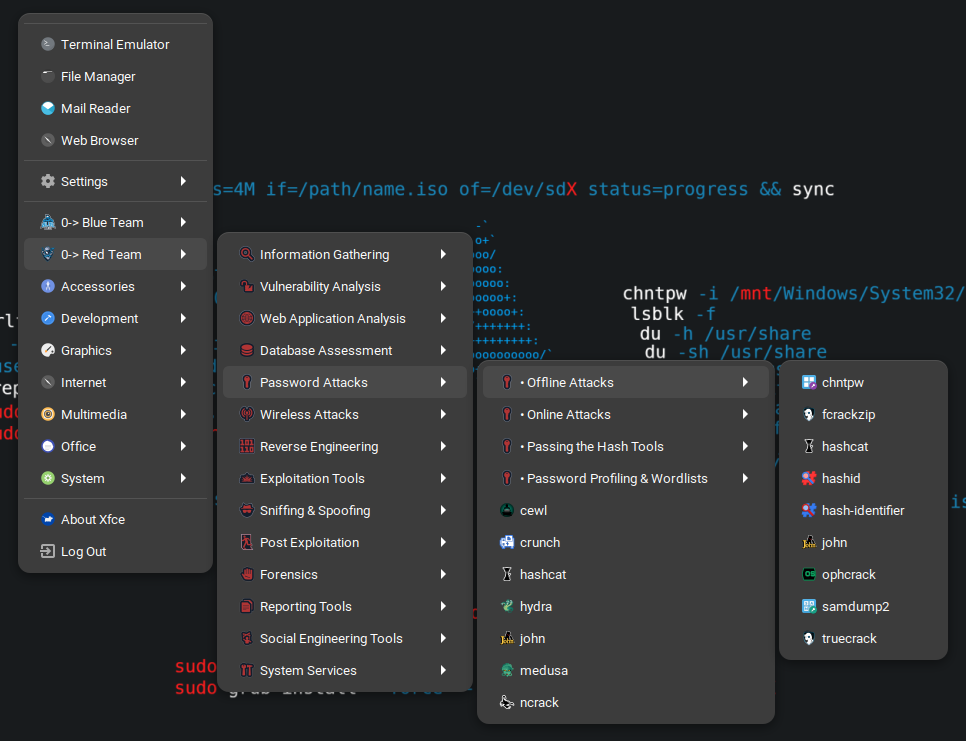 Terminal Emulator
File Manager
Mail Reader
Web Browser
Settings
0-> Blue Team
0-> Red Team
Accessories
Development
Graphics
Internet
Multimedia
Office
System
About Xfce
Log Out
Information Gathering
Vulnerability Analysis
Web Application Analysis
Database Assessment
Password Attacks
Wireless Attacks
Reverse Engineering
Exploitation Tools
Sniffing & Spoofing
Post Exploitation
Forensics
Reporting Tools
Social Engineering Tools
System Services
• Offline Attacks
• Online Attacks
• Passing the Hash Tools
• Password Profiling & Wordlists
cewl
crunch
hashcat
hydra
john
medusa
ncrack
chntpw
fcrackzip
hashcat
hashid
hash-identifier
john
ophcrack
samdump2
truecrack
s=4M if=/path/name.iso of=/dev/sdX status=progress && sync
chntpw -i /mnt/Windows/System32/
lsblk -f
du -h /usr/share
du -sh /usr/share
sudo
sudo